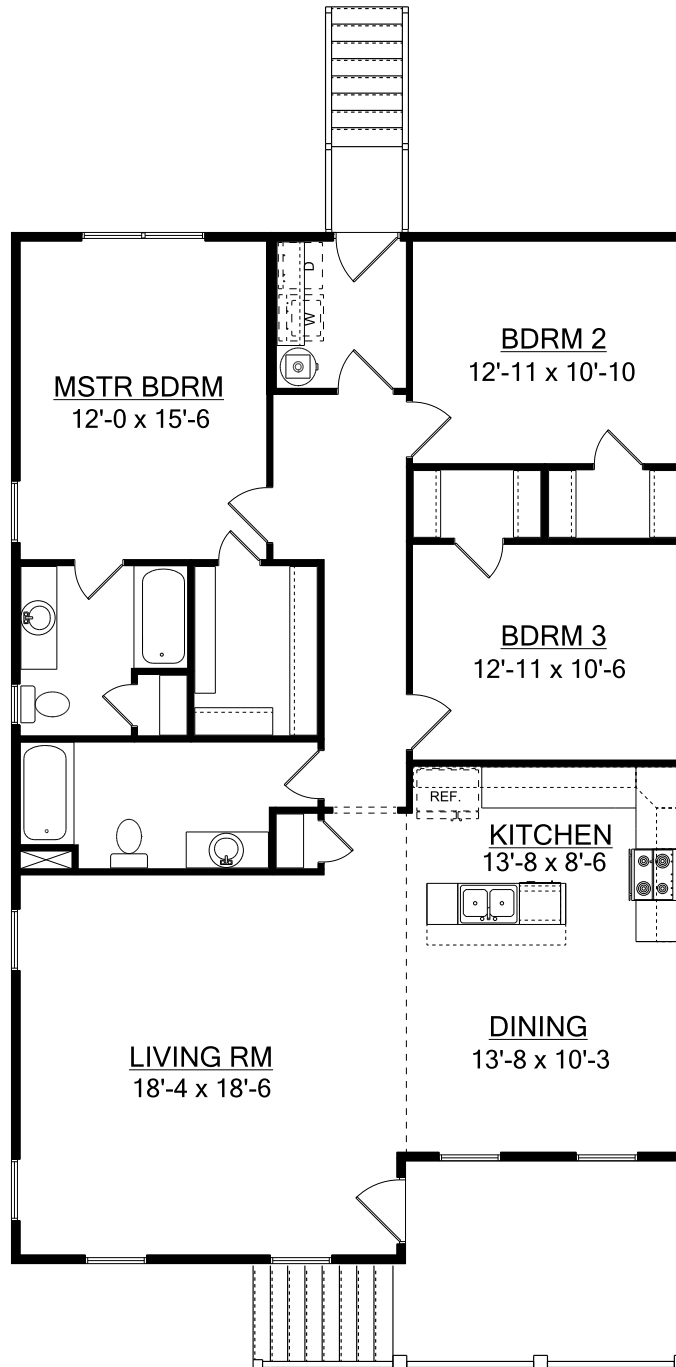 D
W
BDRM 2
12'-11 x 10'-10
MSTR BDRM
12'-0 x 15'-6
BDRM 3
12'-11 x 10'-6
REF.
KITCHEN
13'-8 x 8'-6
DINING
13'-8 x 10'-3
LIVING RM
18'-4 x 18'-6